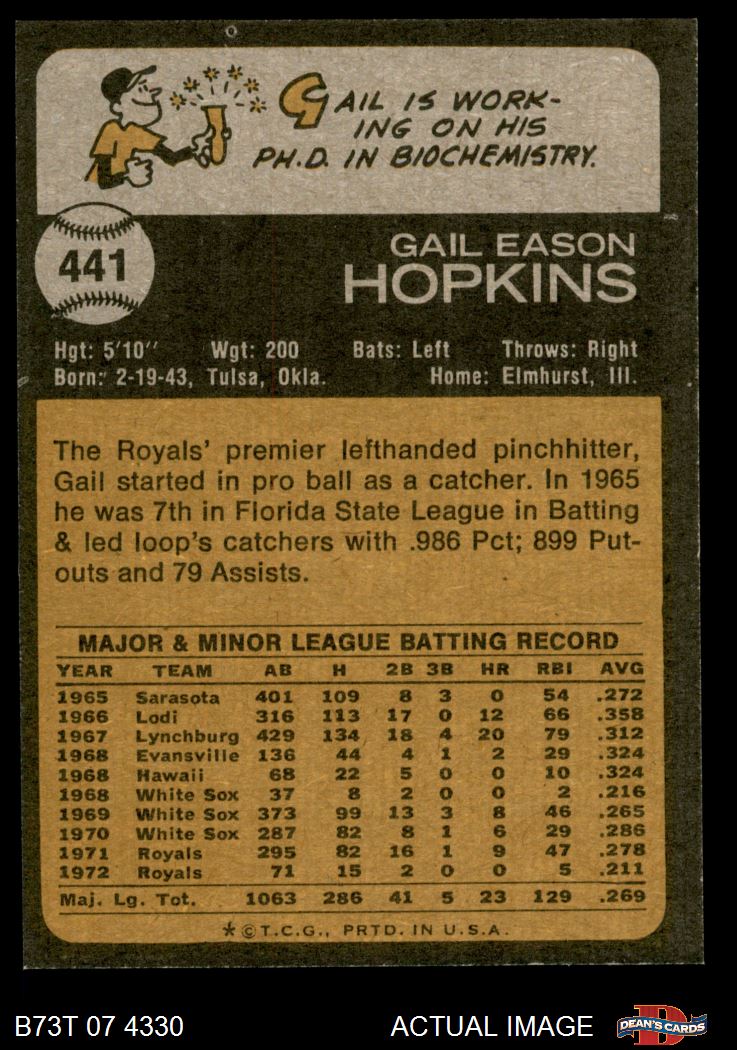 GAIL IS WORK-
ING ON HIS
PH.D. IN BIOCHEMISTRY.
441
GAIL EASON
HOPKINS
Hgt: 5'10" Wgt: 200 Bats: Left Throws: Right
Born: 2-19-43, Tulsa, Okla. Home: Elmhurst, Ill.
The Royals' premier lefthanded pinchhitter,
Gail started in pro ball as a catcher. In 1965
he was 7th in Florida State League in Batting
& led loop's catchers with .986 Pct; 899 Put-
outs and 79 Assists.
MAJOR & MINOR LEAGUE BATTING RECORD
YEAR TEAM AB H 2B 3B HR RBI AVG
1965 Sarasota 401 109 8 3 0 54 .272
1966 Lodi 316 113 17 0 12 66 .358
1967 Lynchburg 429 134 18 4 20 79 .312
1968 Evansville 136 44 4 1 2 29 .324
1968 Hawaii 68 22 5 0 0 10 .324
1968 White Sox 37 8 2 0 0 2 .216
1969 White Sox 373 99 13 3 8 46 .265
1970 White Sox 287 82 8 1 6 29 .286
1971 Royals 295 82 16 1 9 47 .278
1972 Royals 71 15 2 0 0 5 .211
Maj. Lg. Tot. 1063 286 41 5 23 129 .269
*©T.C.G., PRTD. IN U.S.A.
B73T 07 4330 ACTUAL IMAGE D DEAN'S CARDS